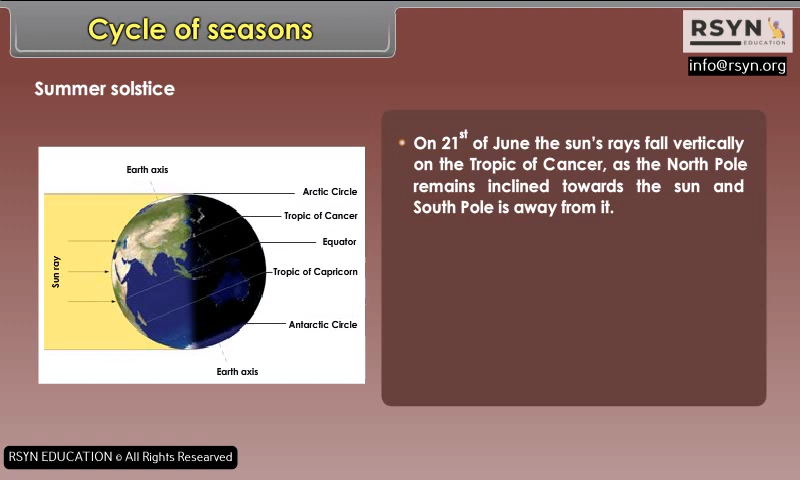 Cycle of seasons
RSYN
EDUCATION
info@rsyn.org
Summer solstice
• On 21st of June the sun's rays fall vertically
on the Tropic of Cancer, as the North Pole
remains inclined towards the sun and
South Pole is away from it.
Earth axis
Arctic Circle
Tropic of Cancer
Equator
Sun ray
Tropic of Capricorn
Antarctic Circle
Earth axis
RSYN EDUCATION © All Rights Researved